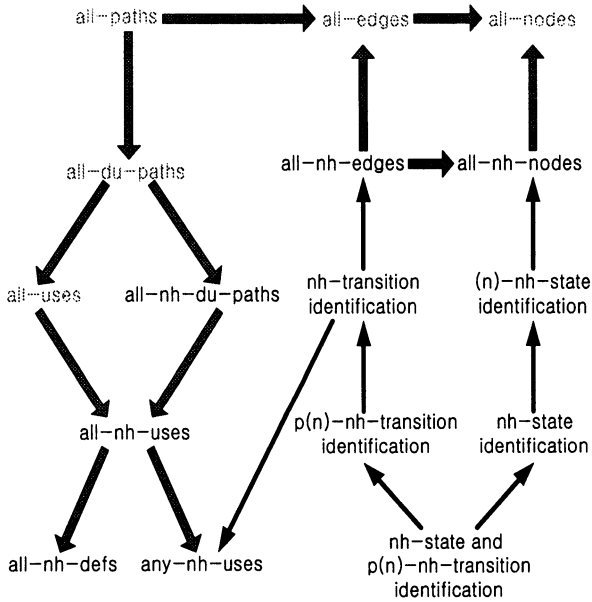 all-paths
all-edges
all-nodes
all-du-paths
all-nh-edges
all-nh-nodes
all-uses
all-nh-du-paths
nh-transition
identification
(n)-nh-state
identification
all-nh-uses
p(n)-nh-transition
identification
nh-state
identification
all-nh-defs
any-nh-uses
nh-state and
p(n)-nh-transition
identification